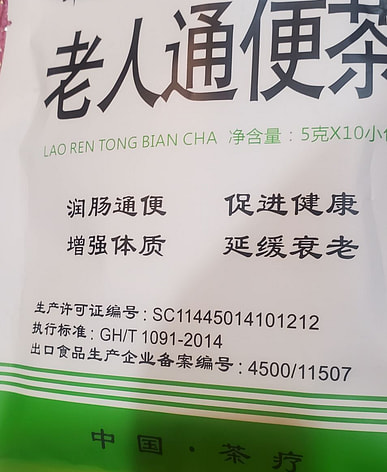 老人通便茶
LAO REN TONG BIAN CHA 净含量：5克X10小
润肠通便 促进健康
增强体质 延缓衰老
生产许可证编号：SC11445014101212
执行标准：GH/T 1091-2014
出口食品生产企业备案编号：4500/11507
中国·茶疗